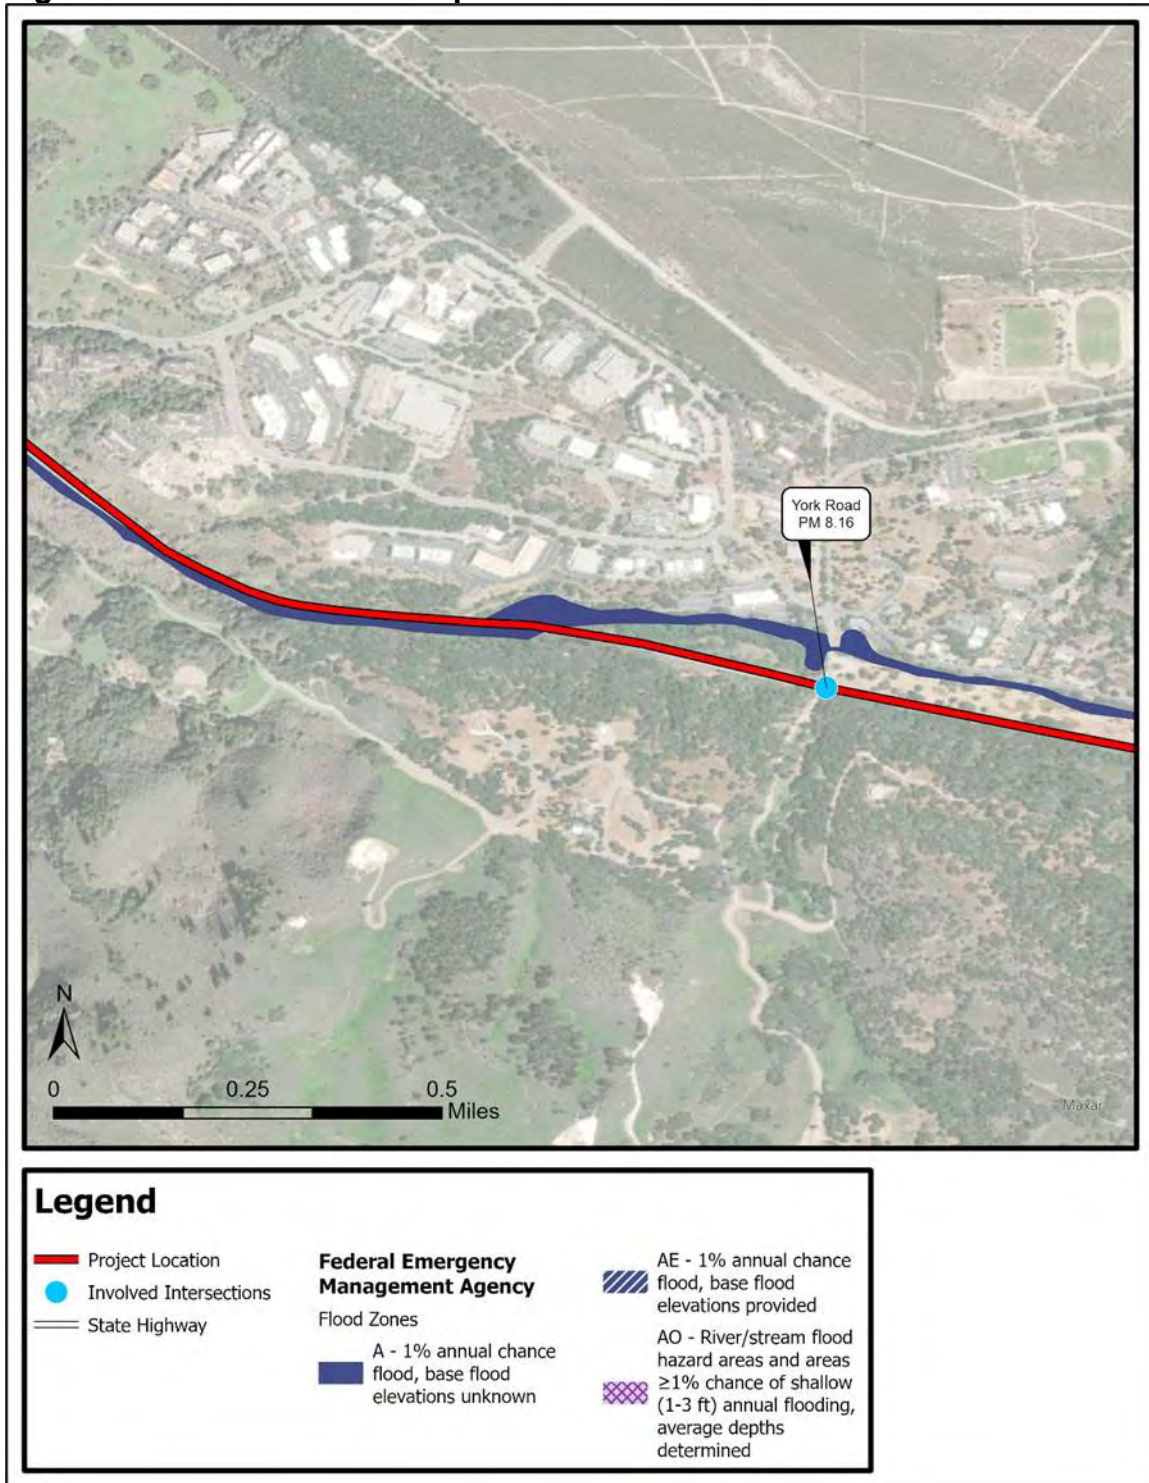 York Road
PM 8.16
N
0
0.25
0.5
Miles
Maxar
Legend
Project Location
Involved Intersections
State Highway
Federal Emergency
Management Agency
Flood Zones
A - 1% annual chance
flood, base flood
elevations unknown
AE - 1% annual chance
flood, base flood
elevations provided
AO - River/stream flood
hazard areas and areas
≥1% chance of shallow
(1-3 ft) annual flooding,
average depths
determined